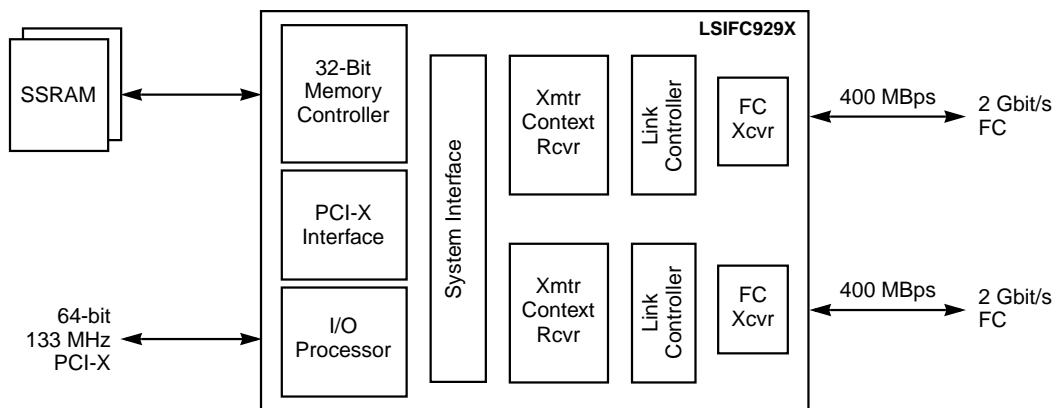 LSIFC929X
SSRAM
32-Bit
Memory
Controller
PCI-X
Interface
I/O
Processor
System Interface
Xmtr
Context
Rcvr
Link
Controller
FC
Xcvr
400 MBps
2 Gbit/s
FC
Xmtr
Context
Rcvr
Link
Controller
FC
Xcvr
400 MBps
2 Gbit/s
FC
64-bit
133 MHz
PCI-X